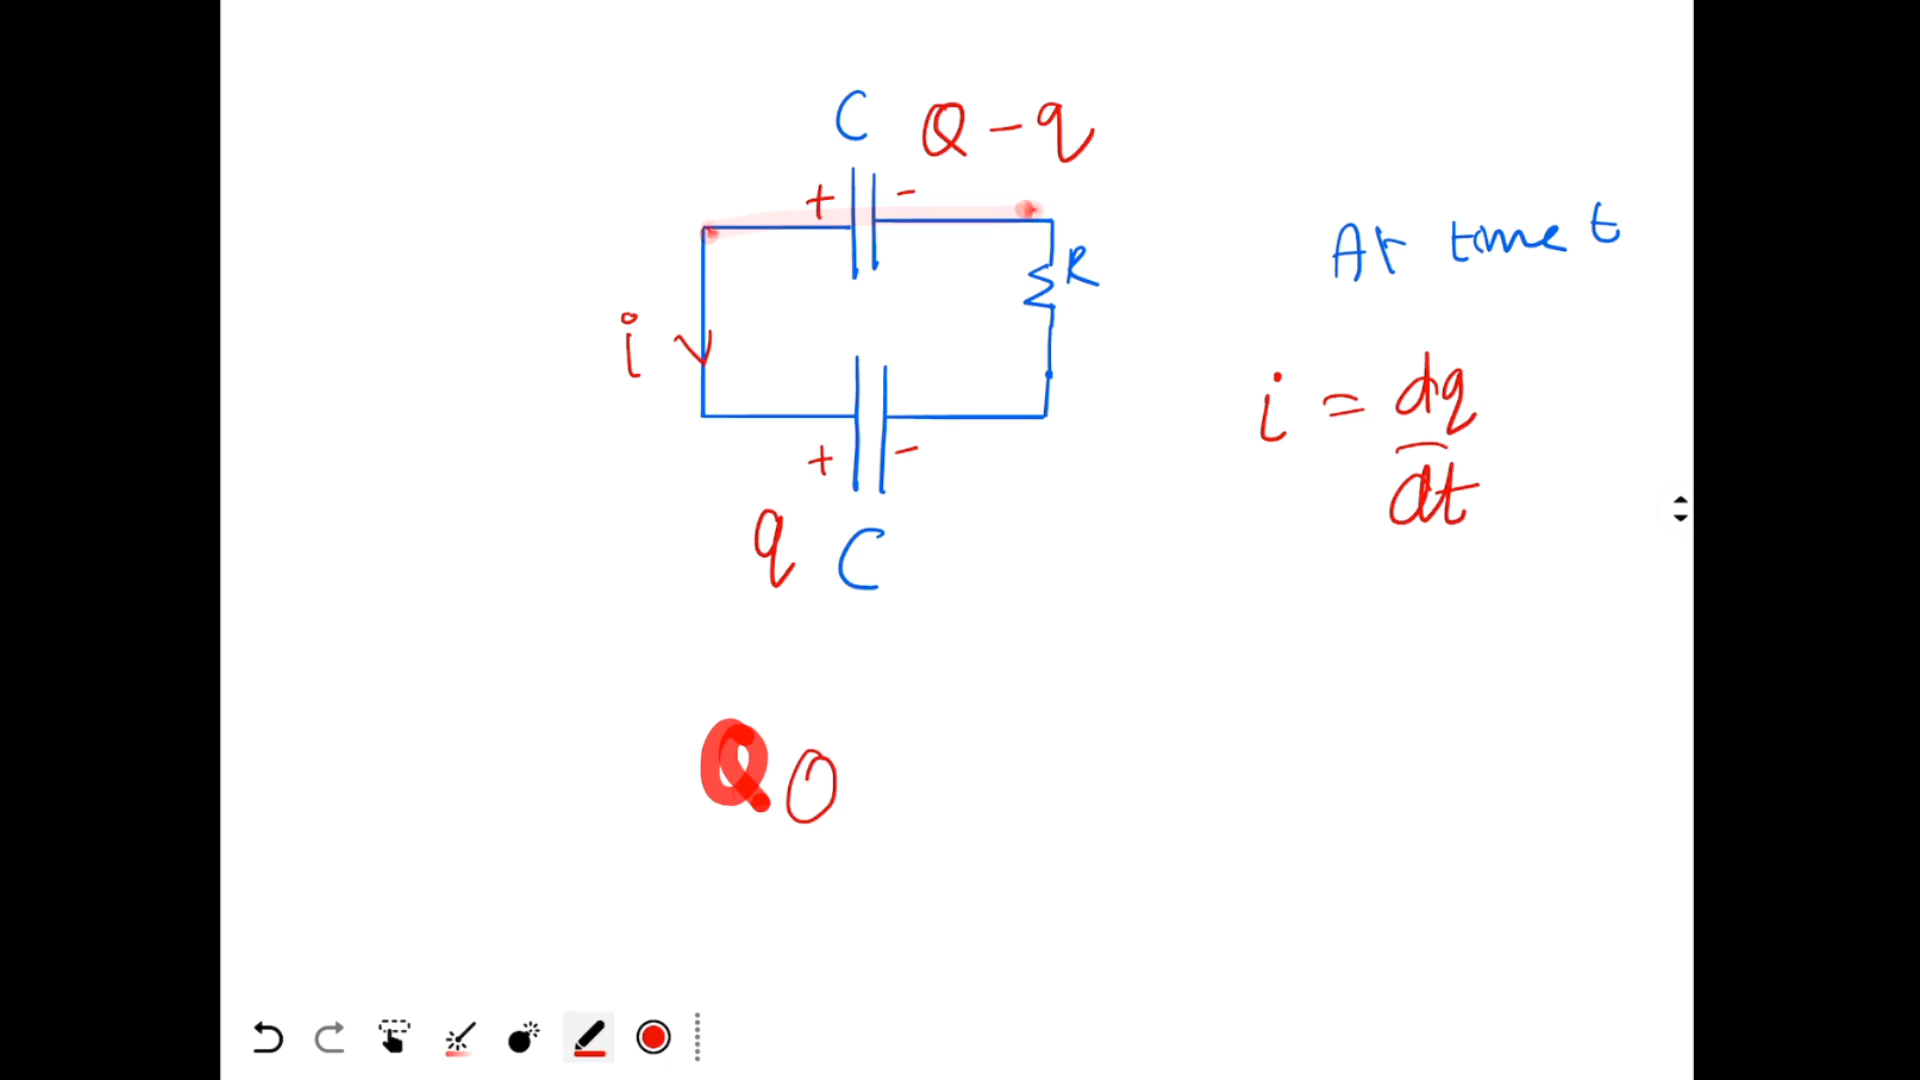 C Q - q
+ -
R
At time t
i
i = dq
dt
+ -
q C
Q 0